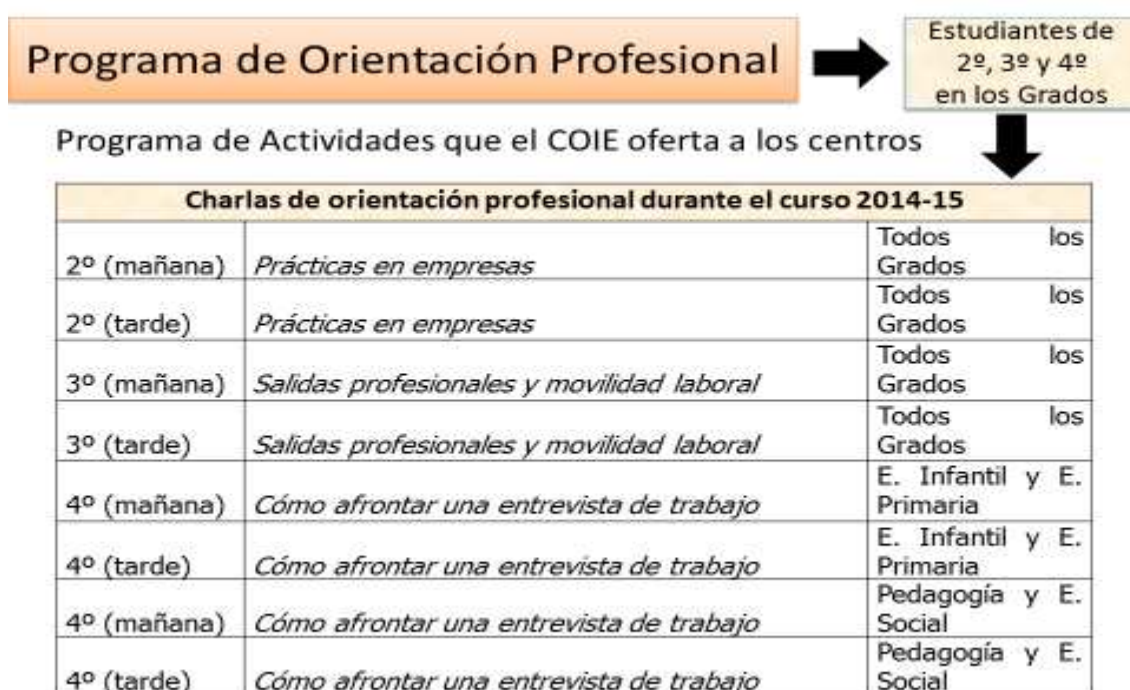 Programa de Orientación Profesional
Estudiantes de
2º, 3º y 4º
en los Grados
Programa de Actividades que el COIE oferta a los centros
Charlas de orientación profesional durante el curso 2014-15
2º (mañana) Prácticas en empresas Todos los
Grados
2º (tarde) Prácticas en empresas Todos los
Grados
3º (mañana) Salidas profesionales y movilidad laboral Todos los
Grados
3º (tarde) Salidas profesionales y movilidad laboral Todos los
Grados
4º (mañana) Cómo afrontar una entrevista de trabajo E. Infantil y E.
Primaria
4º (tarde) Cómo afrontar una entrevista de trabajo E. Infantil y E.
Primaria
4º (mañana) Cómo afrontar una entrevista de trabajo Pedagogía y E.
Social
4º (tarde) Cómo afrontar una entrevista de trabajo Pedagogía y E.
Social